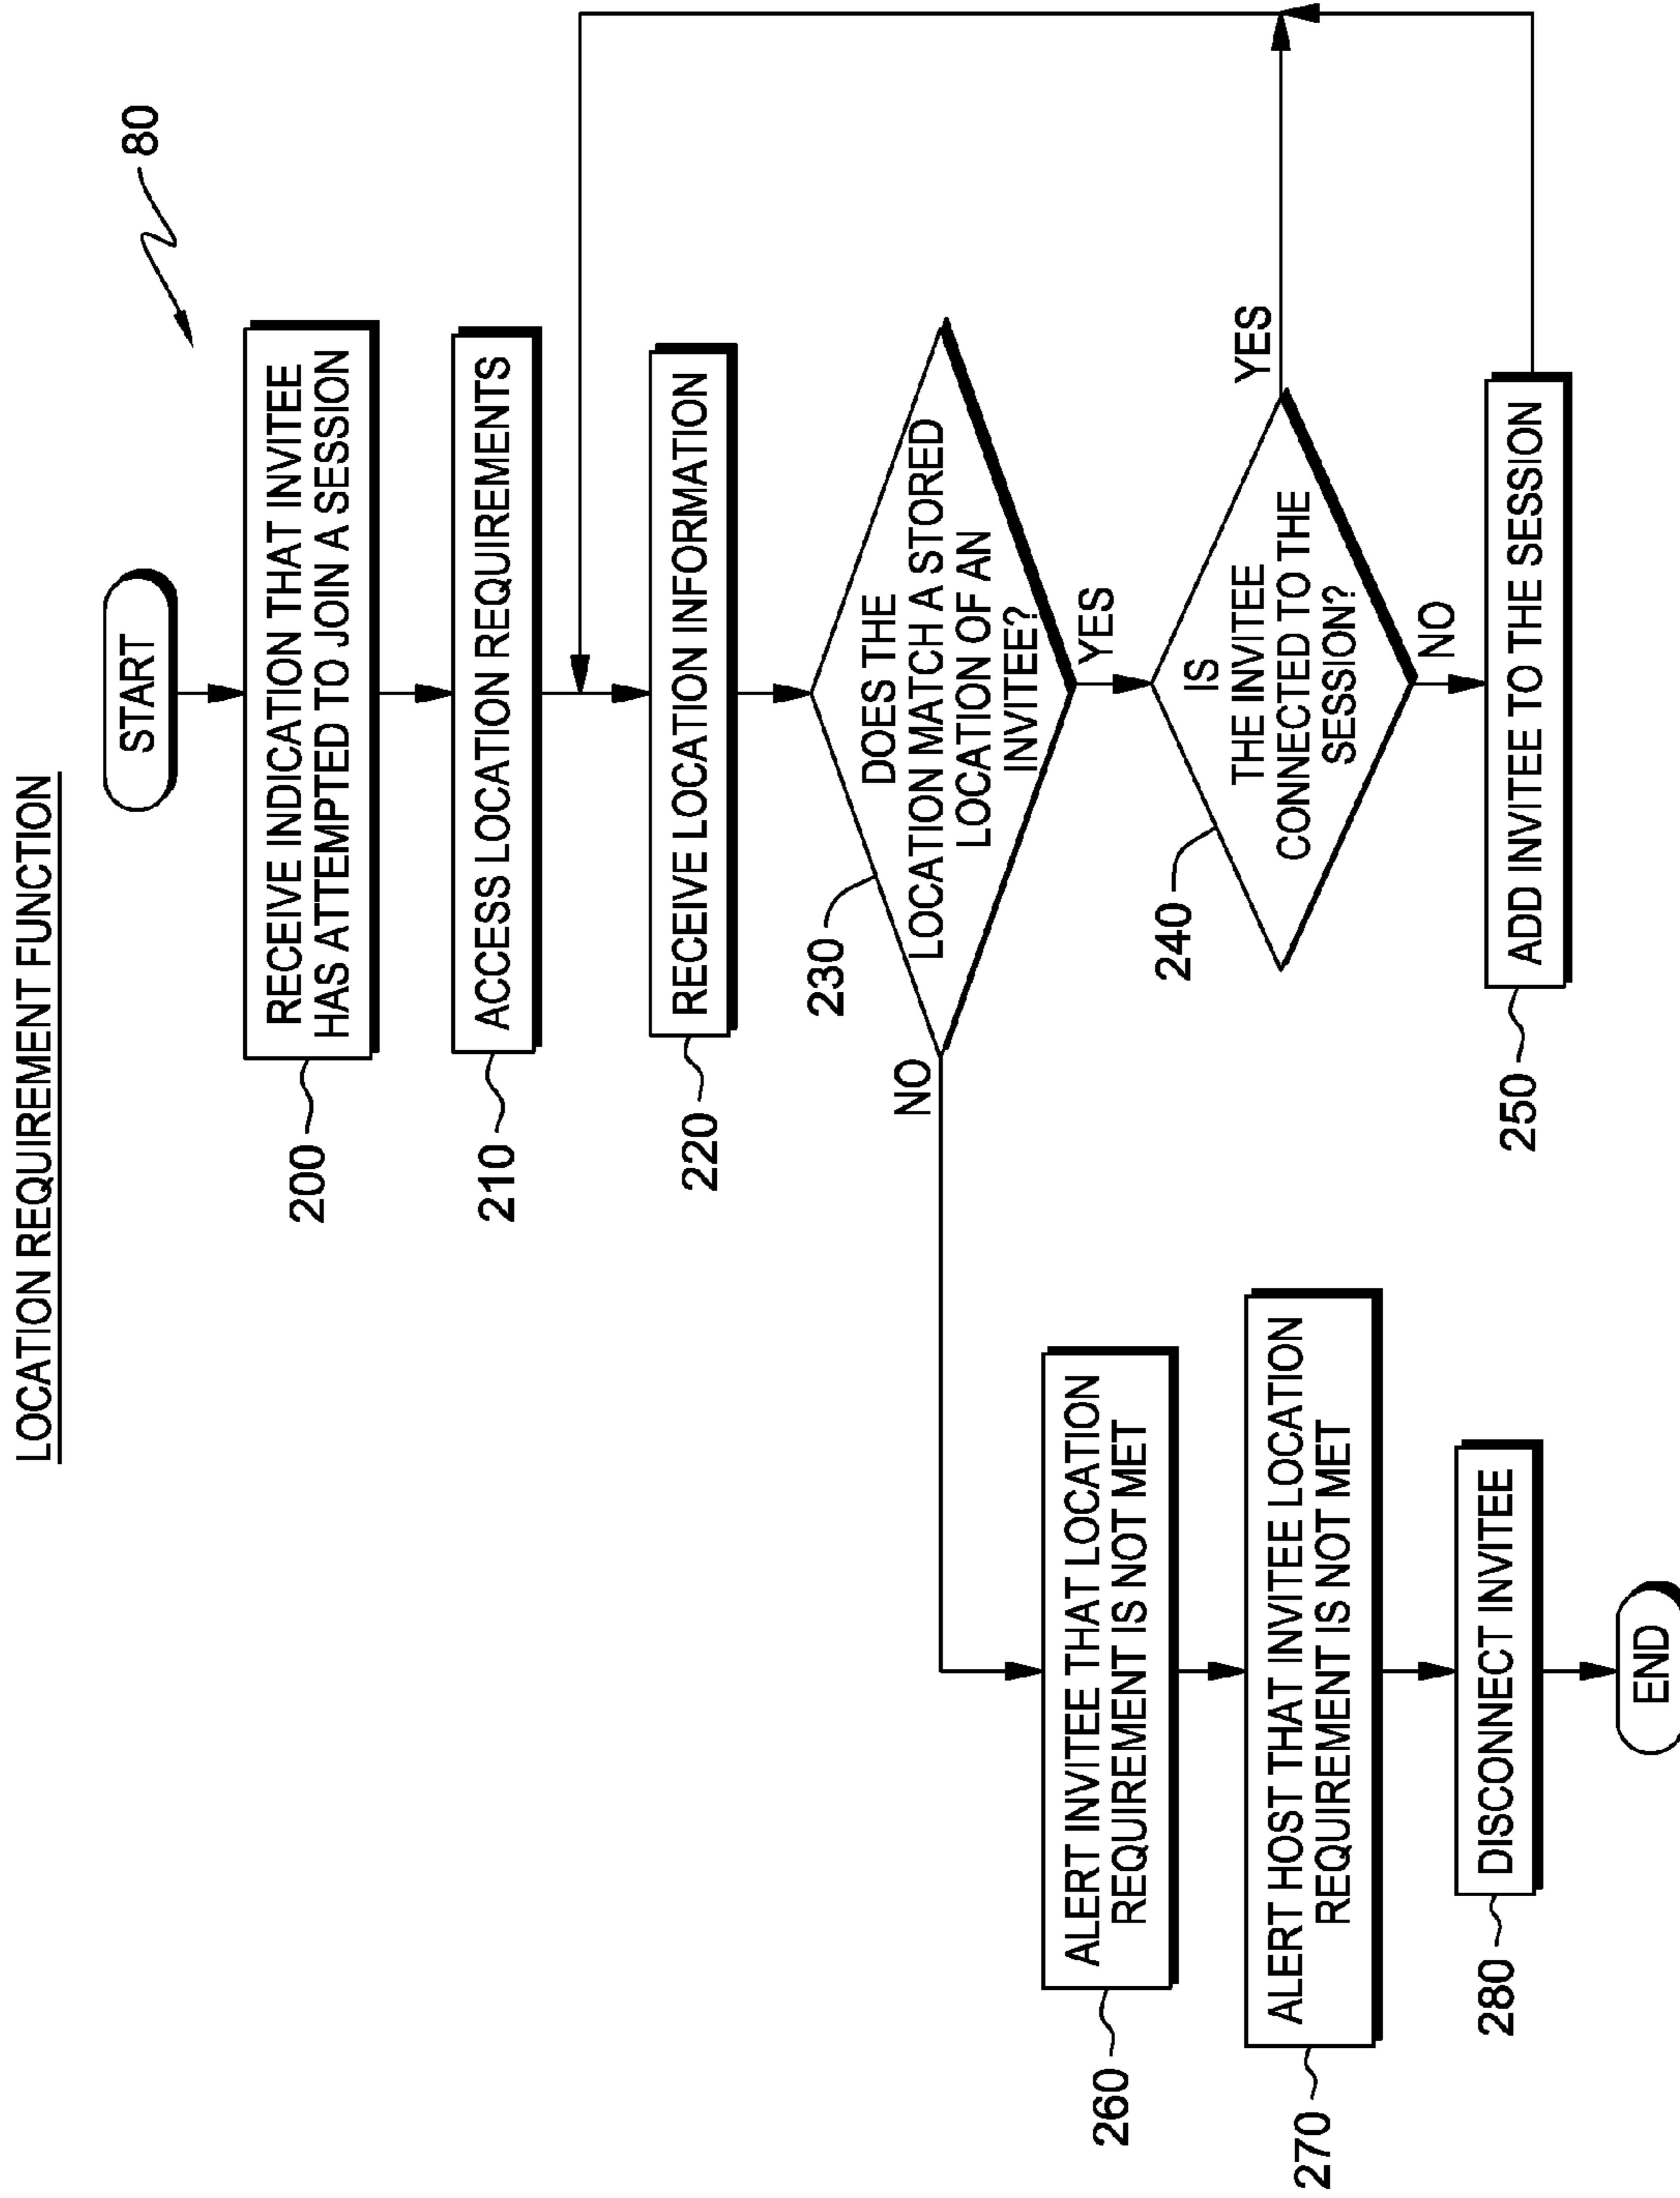 LOCATION REQUIREMENT FUNCTION
80
START
RECEIVE INDICATION THAT INVITEE
HAS ATTEMPTED TO JOIN A SESSION
200
ACCESS LOCATION REQUIREMENTS
210
RECEIVE LOCATION INFORMATION
220
DOES THE
LOCATION MATCH A STORED
LOCATION OF AN
INVITEE?
230
NO
YES
IS
THE INVITEE
CONNECTED TO THE
SESSION?
240
YES
NO
ADD INVITEE TO THE SESSION
250
ALERT INVITEE THAT LOCATION
REQUIREMENT IS NOT MET
260
ALERT HOST THAT INVITEE LOCATION
REQUIREMENT IS NOT MET
270
DISCONNECT INVITEE
280
END